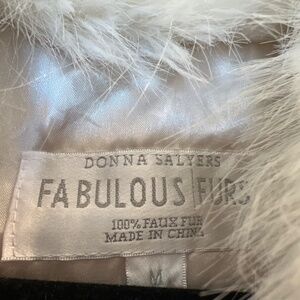 DONNA SALYERS
FABULOUS FURS
100% FAUX FUR
MADE IN CHINA
M